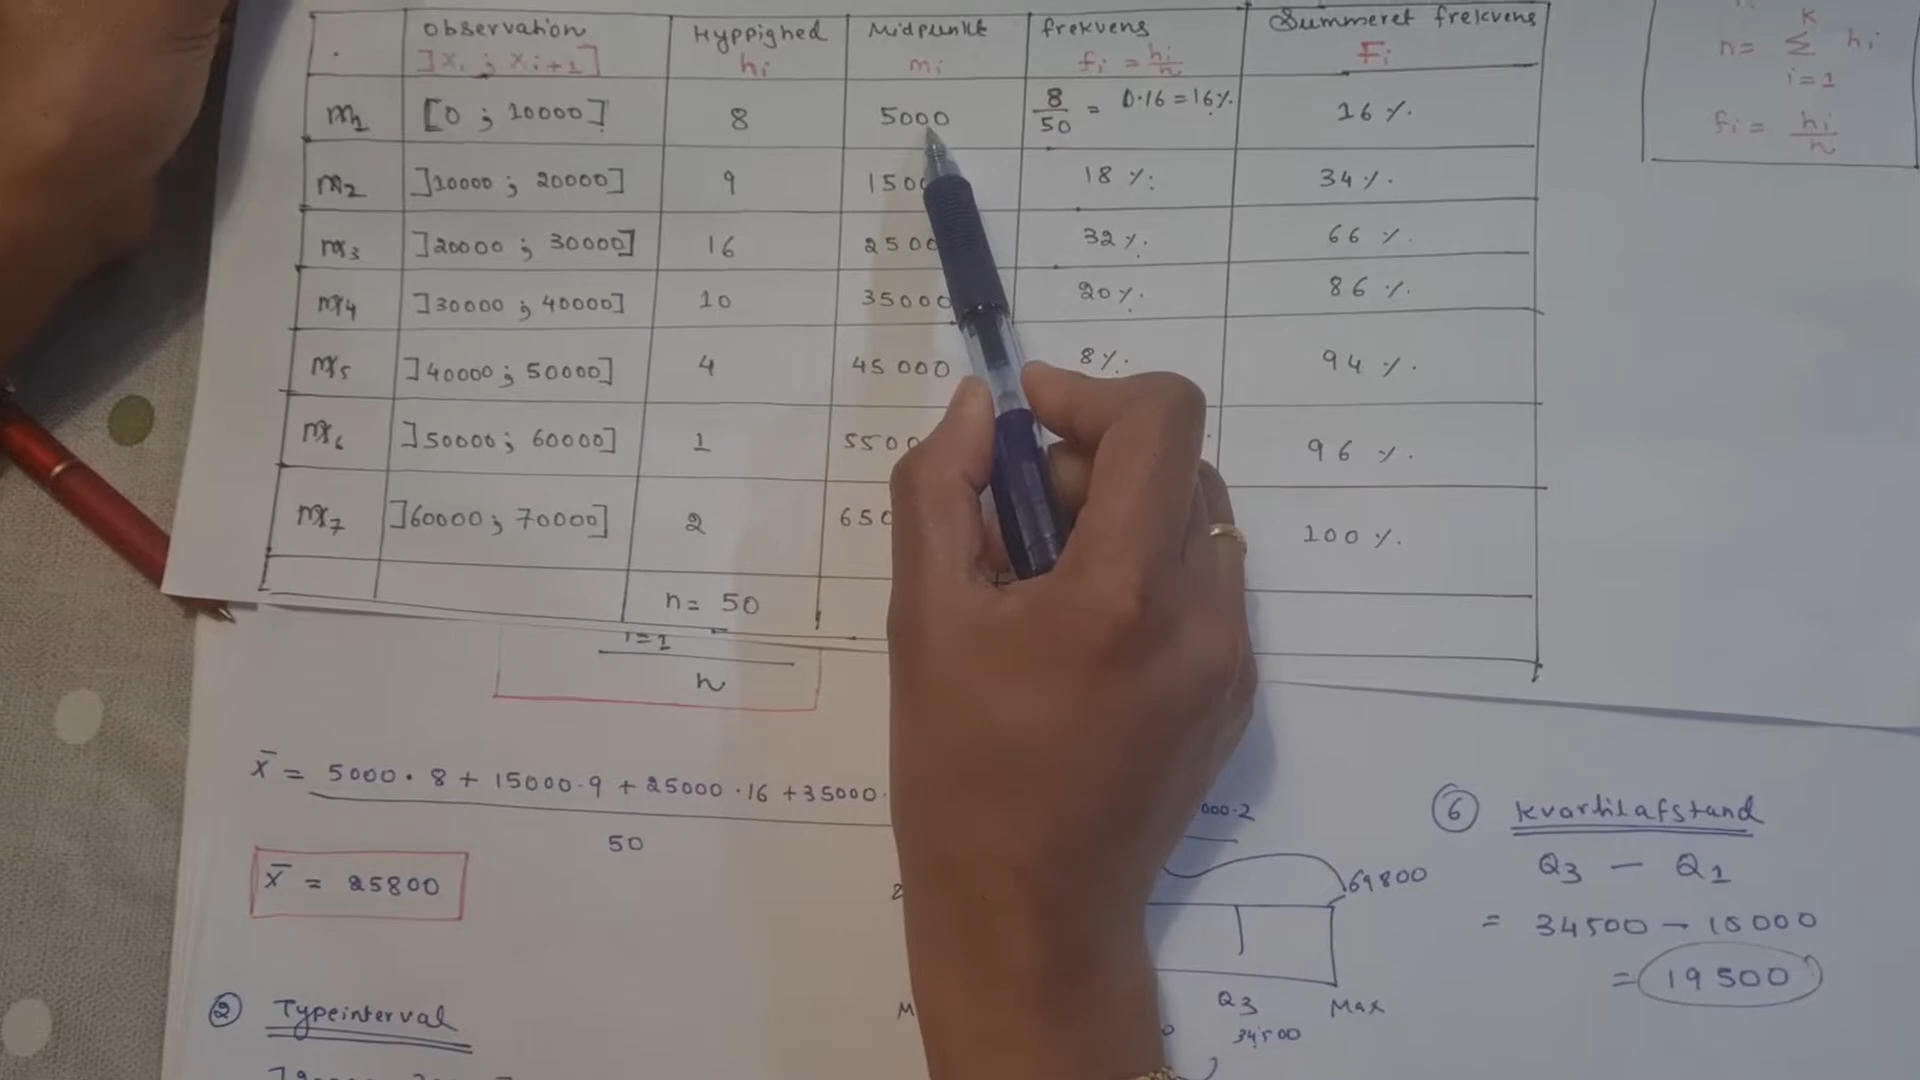 observation Hyppighed Midpunkt frekvens Summeret frekvens
]xi ; xi+1] hi mi fi = hi/n Fi
m1 [0 ; 10000] 8 5000 8/50 = 0.16 = 16%. 16 %.
m2 ]10000 ; 20000] 9 18 %. 34 %.
m3 ]20000 ; 30000] 16 32 %. 66 %.
m4 ]30000 ; 40000] 10 35000 20 %. 86 %.
m5 ]40000 ; 50000] 4 45 000 8 %. 94 %.
m6 ]50000 ; 60000] 1 96 %.
m7 ]60000 ; 70000] 2 100 %.
n = 50
n = K Σ i=1 hi
fi = hi/n
i=1
n
x̄ = 5000 · 8 + 15000 · 9 + 25000 · 16 + 35000 ·
000·2
50
x̄ = 25800
② Typeinterval
69800
Q3 Max
34500
⑥ kvartilafstand
Q3 – Q1
= 34500 – 15000
= 19500